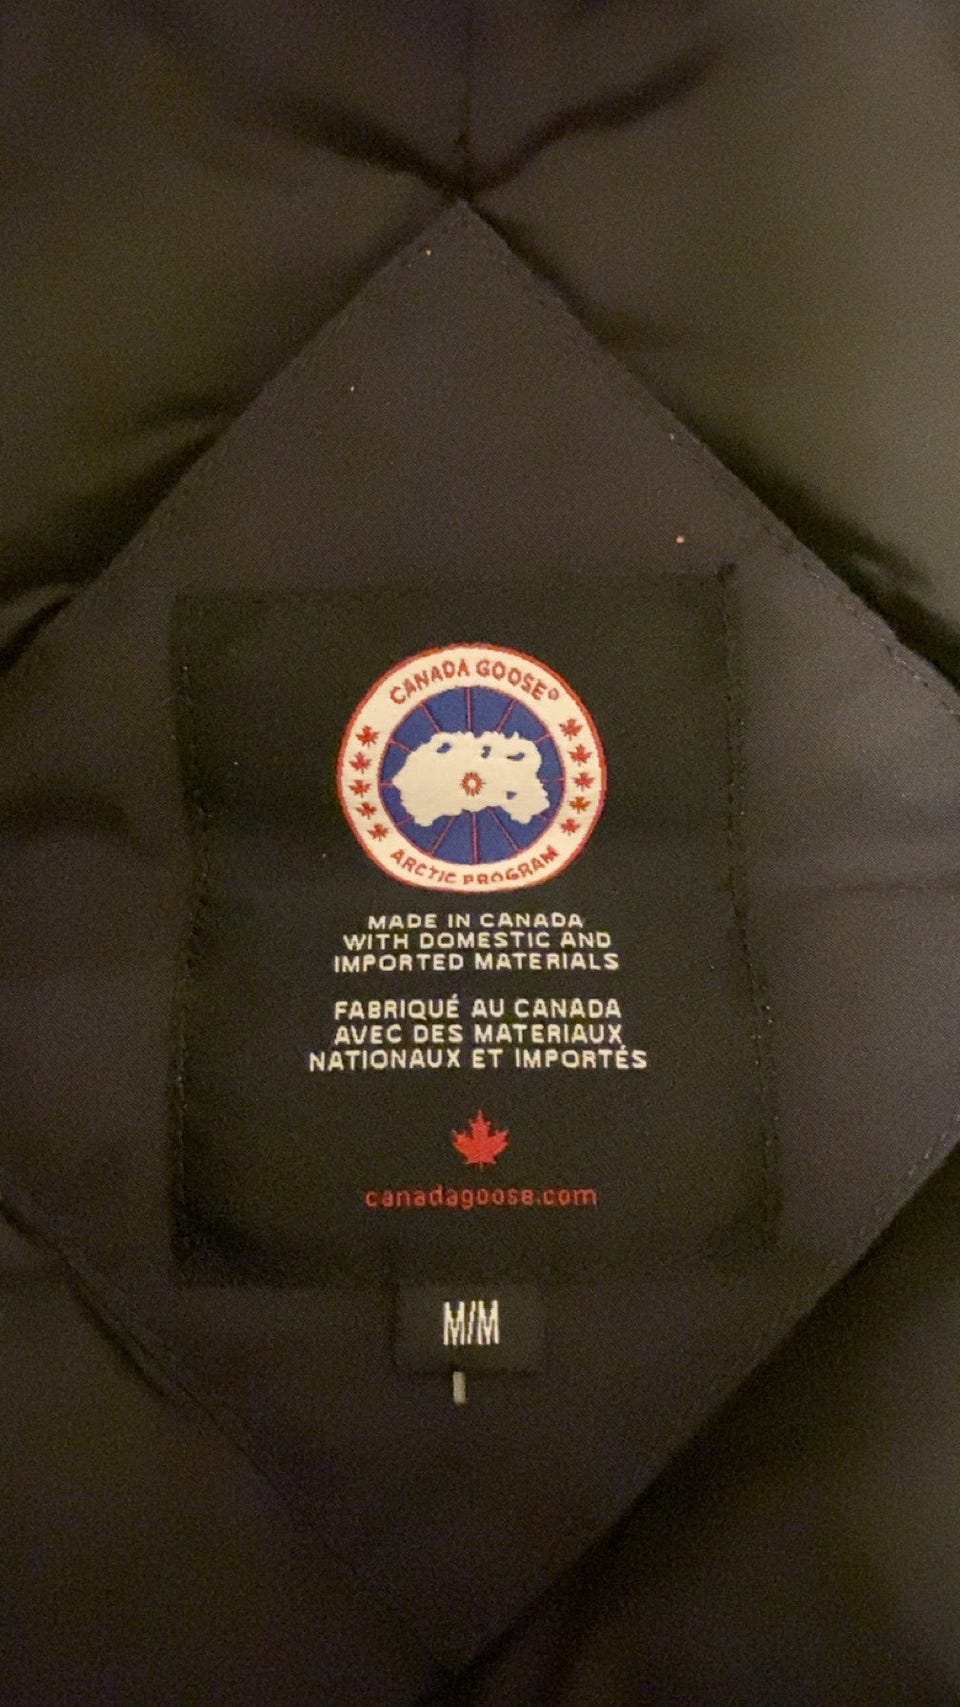 CANADA GOOSE®
ARCTIC PROGRAM
MADE IN CANADA
WITH DOMESTIC AND
IMPORTED MATERIALS
FABRIQUÉ AU CANADA
AVEC DES MATERIAUX
NATIONAUX ET IMPORTÉS
canadagoose.com
M/M